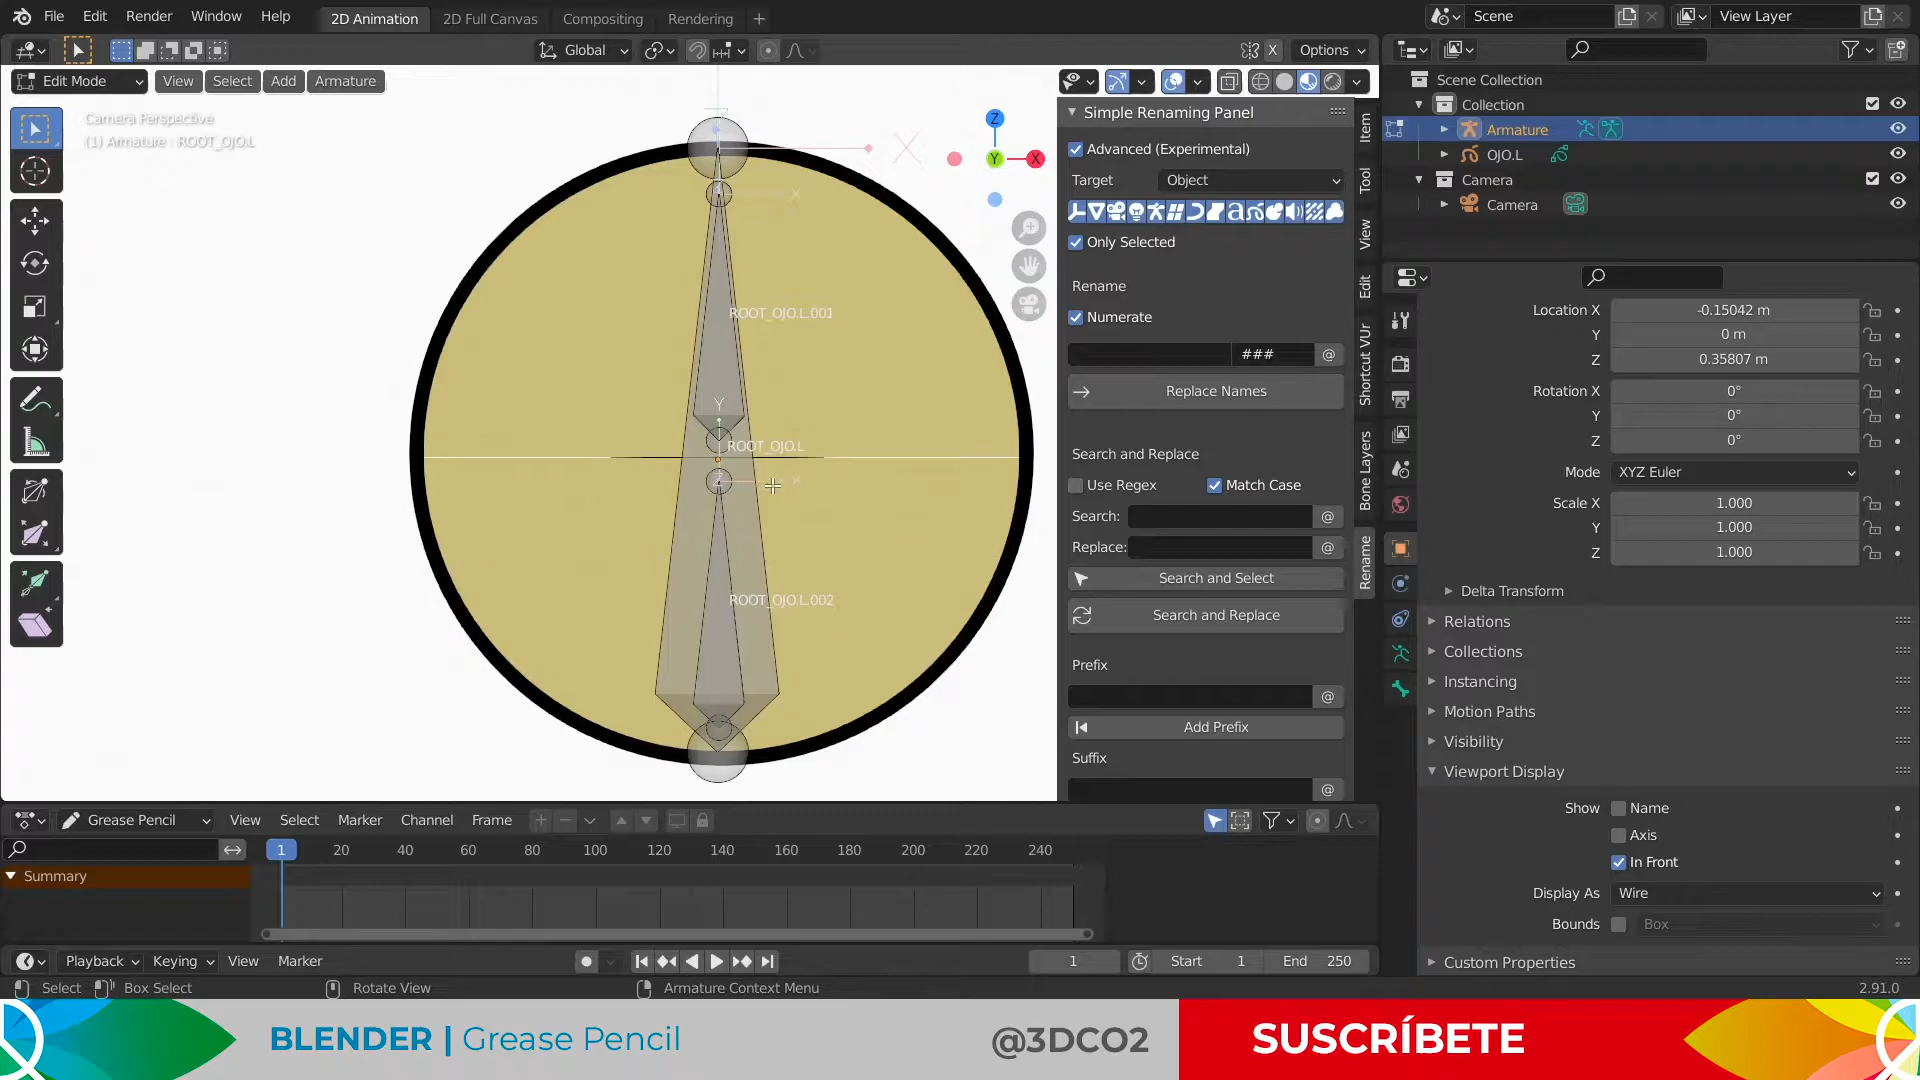 File Edit Render Window Help 2D Animation 2D Full Canvas Compositing Rendering + Scene View Layer
Global X Options
Edit Mode View Select Add Armature
Camera Perspective
(1) Armature : ROOT_OJO.L
ROOT_OJO.L.001
Y
ROOT_OJO.L
ROOT_OJO.L.002
Z
Y
X
Simple Renaming Panel
Advanced (Experimental)
Target Object
Only Selected
Rename
Numerate
### @
Replace Names
Search and Replace
Use Regex Match Case
Search: @
Replace: @
Search and Select
Search and Replace
Prefix
@
Add Prefix
Suffix
@
Item
Tool
View
Edit
Shortcut VUr
Bone Layers
Rename
Scene Collection
Collection
Armature
OJO.L
Camera
Camera
Location X -0.15042 m
Y 0 m
Z 0.35807 m
Rotation X 0°
Y 0°
Z 0°
Mode XYZ Euler
Scale X 1.000
Y 1.000
Z 1.000
Delta Transform
Relations
Collections
Instancing
Motion Paths
Visibility
Viewport Display
Show Name
Axis
In Front
Display As Wire
Bounds Box
Custom Properties
Grease Pencil View Select Marker Channel Frame
1 20 40 60 80 100 120 140 160 180 200 220 240
Summary
Playback Keying View Marker 1 Start 1 End 250
Select Box Select Rotate View Armature Context Menu 2.91.0
BLENDER | Grease Pencil @3DCO2 SUSCRÍBETE